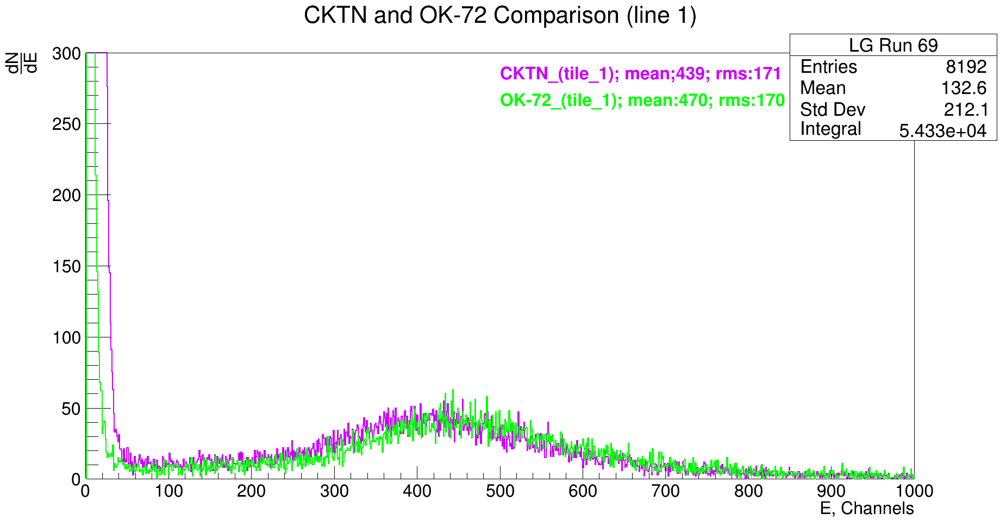 CKTN and OK-72 Comparison (line 1)
dN
dE
LG Run 69
Entries 8192
Mean 132.6
Std Dev 212.1
Integral 5.433e+04
CKTN_(tile_1); mean;439; rms:171
OK-72_(tile_1); mean:470; rms:170
300
250
200
150
100
50
0
0 100 200 300 400 500 600 700 800 900 1000
E, Channels